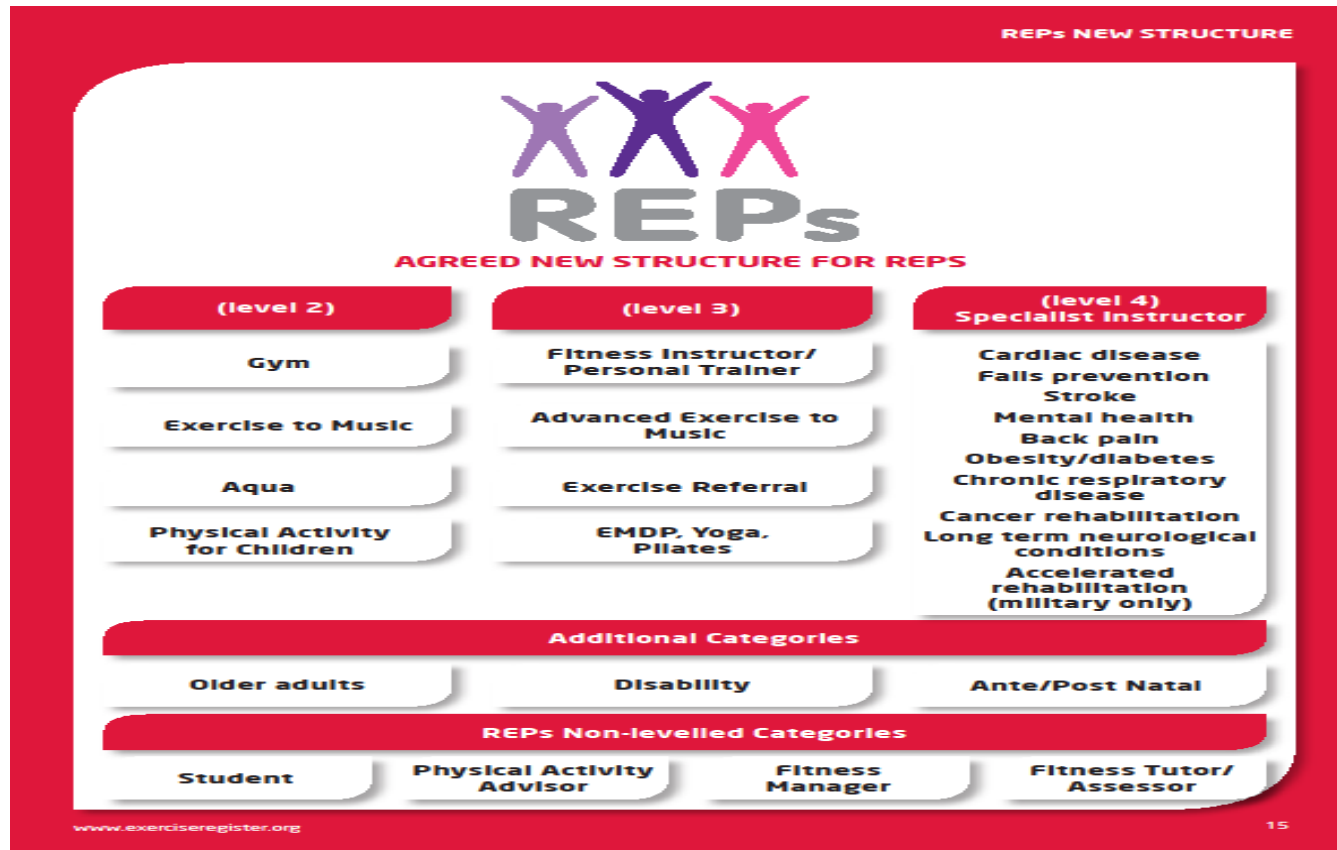 REPs NEW STRUCTURE
REPs
AGREED NEW STRUCTURE FOR REPS
(level 2)
Gym
Exercise to Music
Aqua
Physical Activity
for Children
(level 3)
Fitness Instructor/
Personal Trainer
Advanced Exercise to
Music
Exercise Referral
EMDP, Yoga,
Pilates
(level 4)
Specialist Instructor
Cardiac disease
Falls prevention
Stroke
Mental health
Back pain
Obesity/diabetes
Chronic respiratory
disease
Cancer rehabilitation
Long term neurological
conditions
Accelerated
rehabilitation
(military only)
Additional Categories
Older adults
Disability
Ante/Post Natal
REPs Non-levelled Categories
Student
Physical Activity
Advisor
Fitness
Manager
Fitness Tutor/
Assessor
www.exerciseregister.org
15